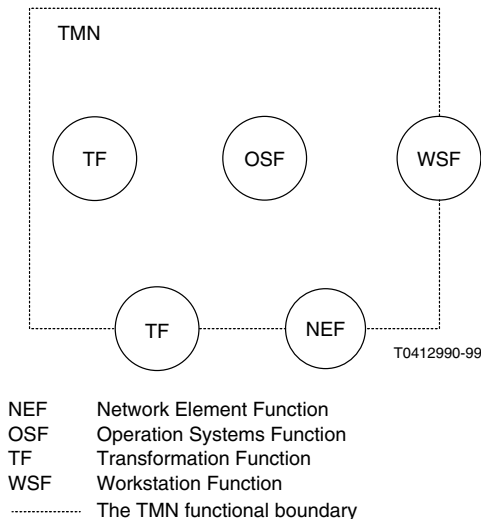 TMN
TF OSF WSF
TF NEF
T0412990-99
NEF Network Element Function
OSF Operation Systems Function
TF Transformation Function
WSF Workstation Function
The TMN functional boundary